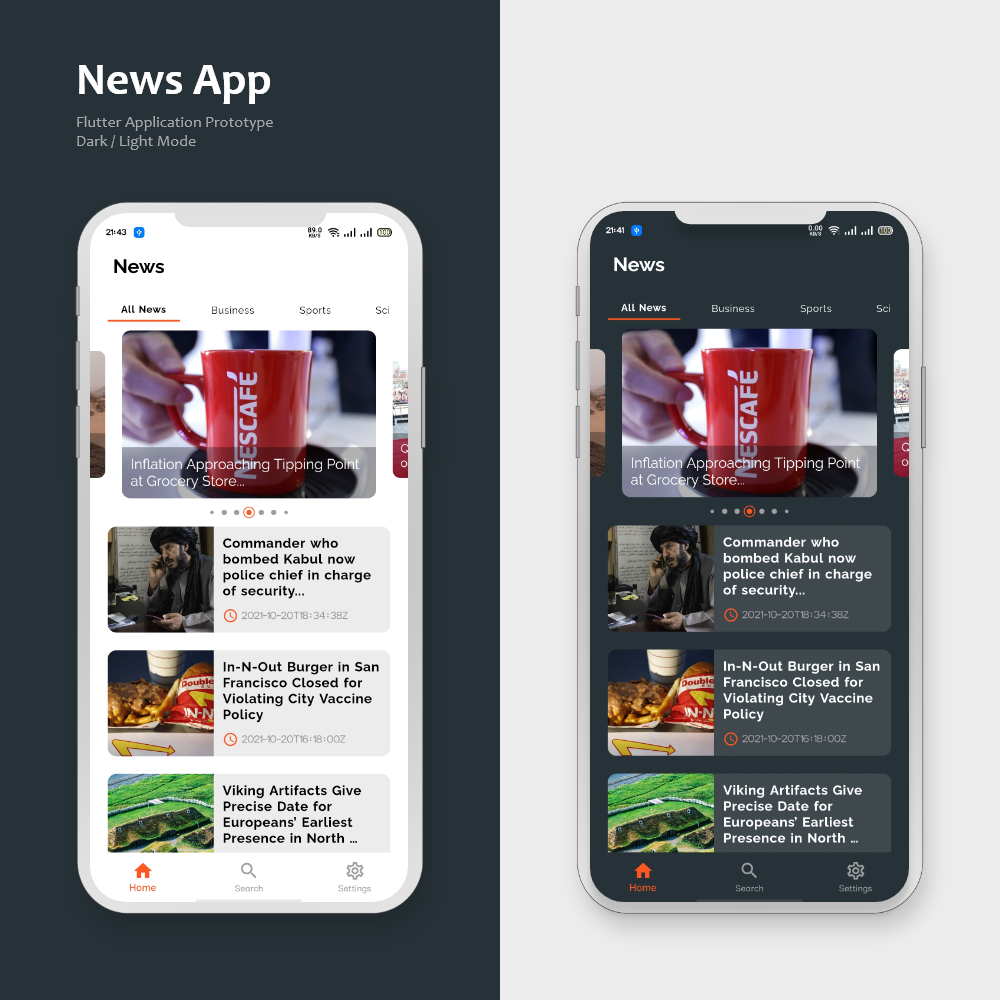 News App
Flutter Application Prototype
Dark / Light Mode
21:43
89.0
KB/S
100
News
All News
Business
Sports
Sci
NESCAFÉ
Inflation Approaching Tipping Point
at Grocery Store...
Q
o
Commander who
bombed Kabul now
police chief in charge
of security...
2021-10-20T18:34:38Z
Double
IN-N
In-N-Out Burger in San
Francisco Closed for
Violating City Vaccine
Policy
2021-10-20T16:18:00Z
Viking Artifacts Give
Precise Date for
Europeans' Earliest
Presence in North ...
Home
Search
Settings
21:41
0.00
KB/S
100
News
All News
Business
Sports
Sci
NESCAFÉ
Inflation Approaching Tipping Point
at Grocery Store...
Q
o
Commander who
bombed Kabul now
police chief in charge
of security...
2021-10-20T18:34:38Z
Double
IN-N
In-N-Out Burger in San
Francisco Closed for
Violating City Vaccine
Policy
2021-10-20T16:18:00Z
Viking Artifacts Give
Precise Date for
Europeans' Earliest
Presence in North ...
Home
Search
Settings